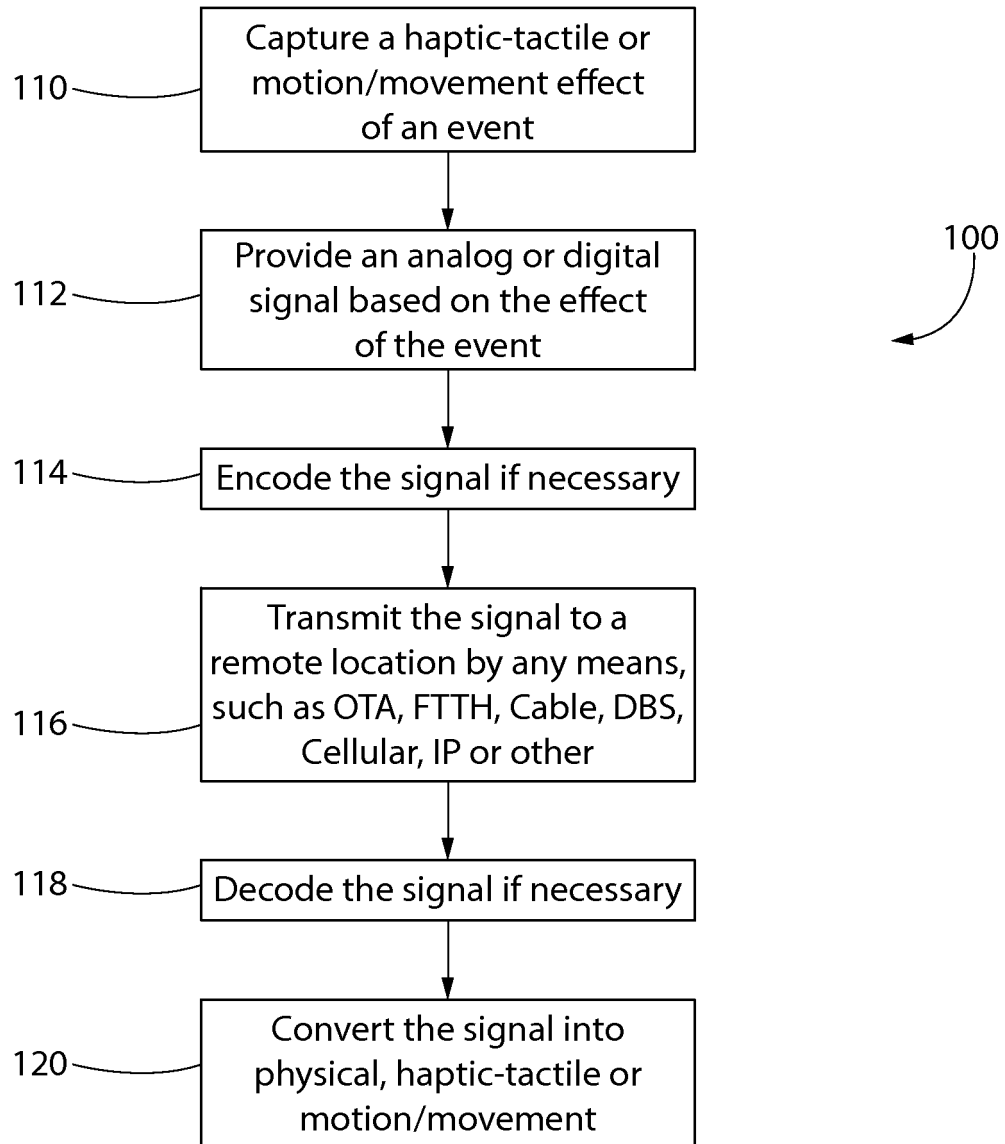 110
Capture a haptic-tactile or
motion/movement effect
of an event
100
112
Provide an analog or digital
signal based on the effect
of the event
114
Encode the signal if necessary
116
Transmit the signal to a
remote location by any means,
such as OTA, FTTH, Cable, DBS,
Cellular, IP or other
118
Decode the signal if necessary
120
Convert the signal into
physical, haptic-tactile or
motion/movement